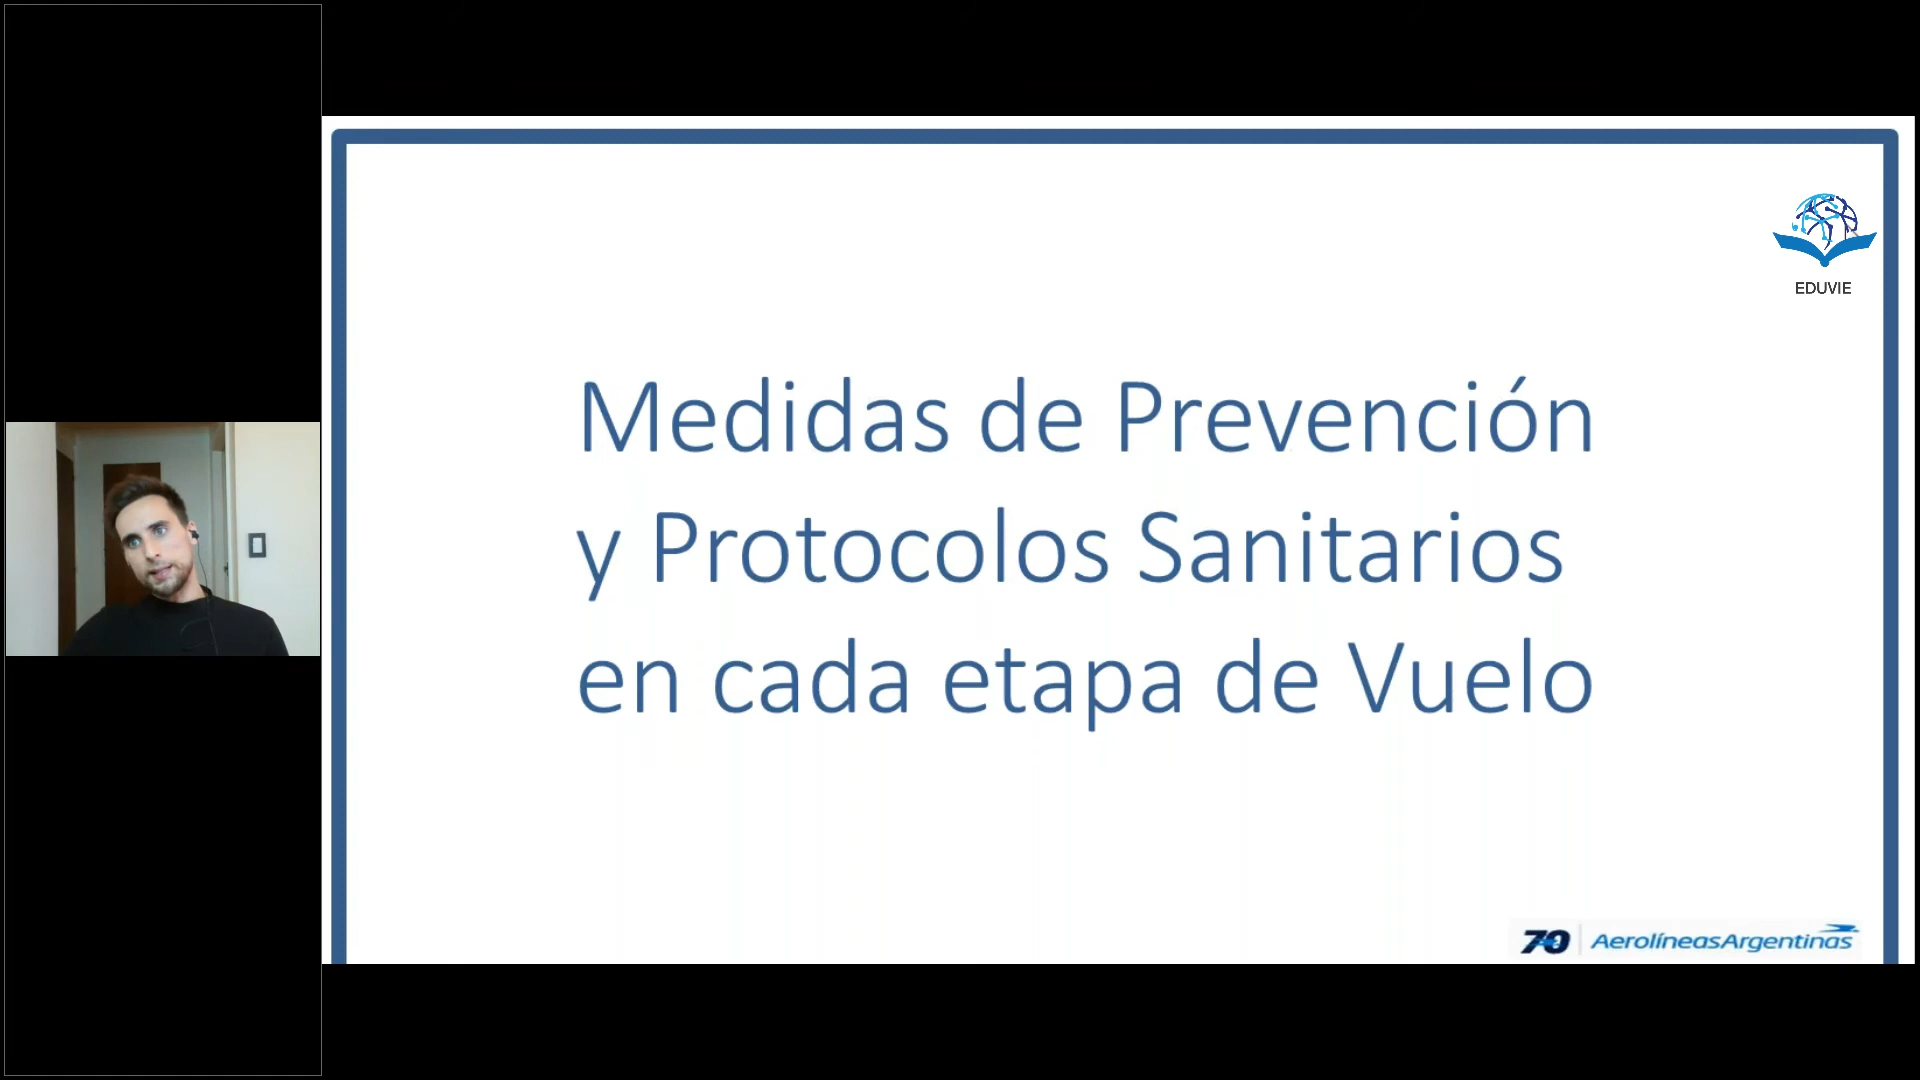 EDUVIE
Medidas de Prevención
y Protocolos Sanitarios
en cada etapa de Vuelo
70 AerolíneasArgentinas